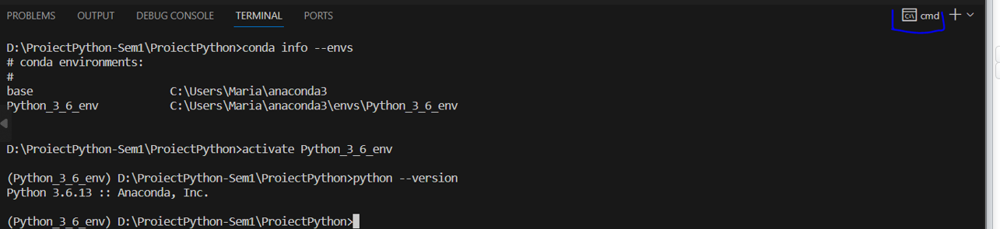 PROBLEMS OUTPUT DEBUG CONSOLE TERMINAL PORTS cmd
D:\ProiectPython-Sem1\ProiectPython>conda info --envs
# conda environments:
#
base C:\Users\Maria\anaconda3
Python_3_6_env C:\Users\Maria\anaconda3\envs\Python_3_6_env
D:\ProiectPython-Sem1\ProiectPython>activate Python_3_6_env
(Python_3_6_env) D:\ProiectPython-Sem1\ProiectPython>python --version
Python 3.6.13 :: Anaconda, Inc.
(Python_3_6_env) D:\ProiectPython-Sem1\ProiectPython>